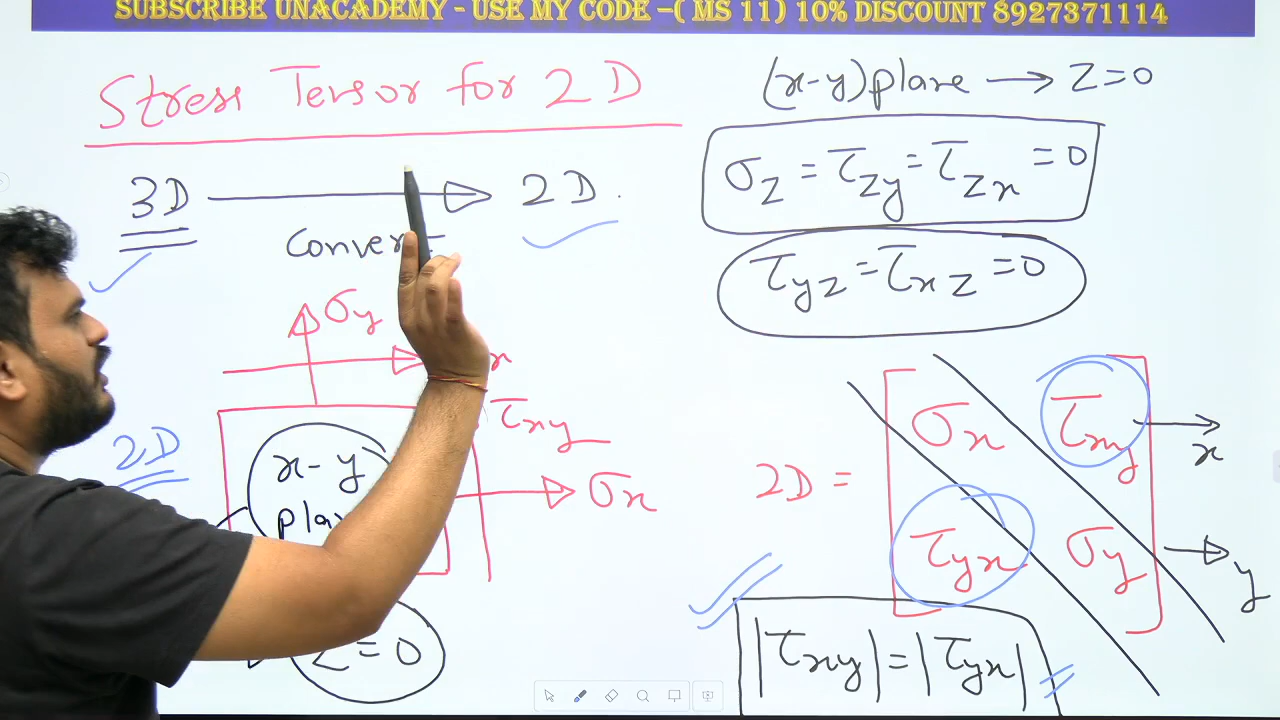 SUBSCRIBE UNACADEMY - USE MY CODE –( MS 11) 10% DISCOUNT 8927371114
Stress Tensor for 2D
(x-y)plane → Z=0
3D → 2D.
σz = τzy = τzx = 0
τyz = τxz = 0
σy
x
τxy
2D
x-y
σx
Z=0
2D =
σx τxy → x
τyx σy → y
|τxy| = |τyx|